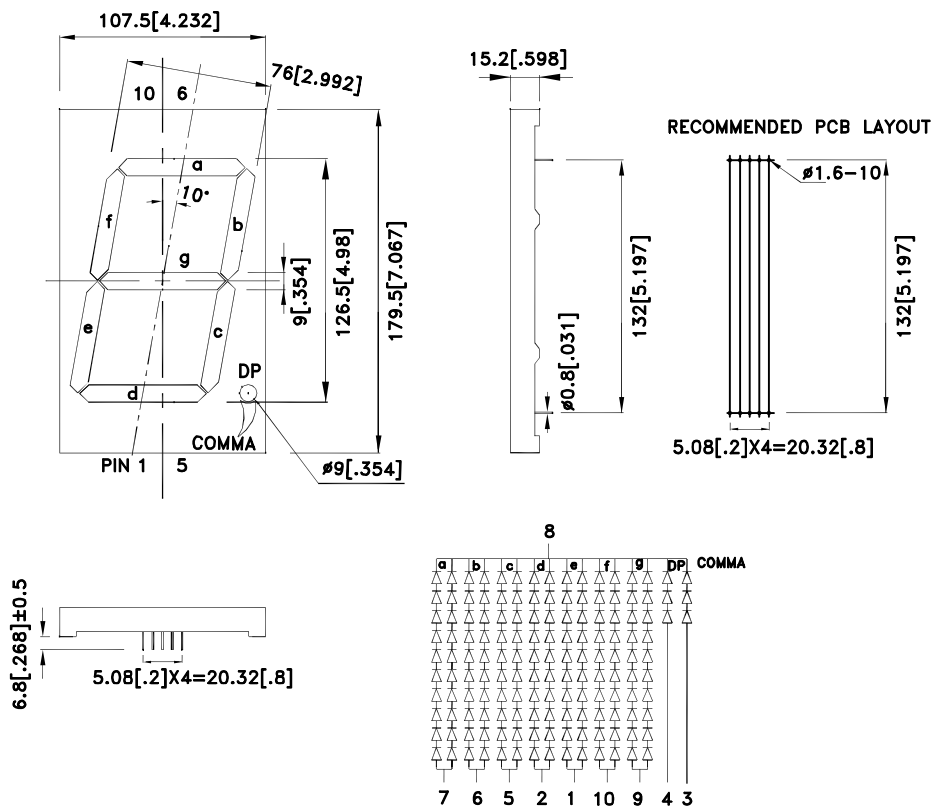 107.5[4.232]
76[2.992]
10 6
a
10°
f
b
g
e
c
d
DP
COMMA
PIN 1 5
ø9[.354]
9[.354]
126.5[4.98]
179.5[7.067]
15.2[.598]
132[5.197]
ø0.8[.031]
RECOMMENDED PCB LAYOUT
ø1.6-10
132[5.197]
5.08[.2]X4=20.32[.8]
6.8[.268]±0.5
5.08[.2]X4=20.32[.8]
8
a b c d e f g DP COMMA
7 6 5 2 1 10 9 4 3